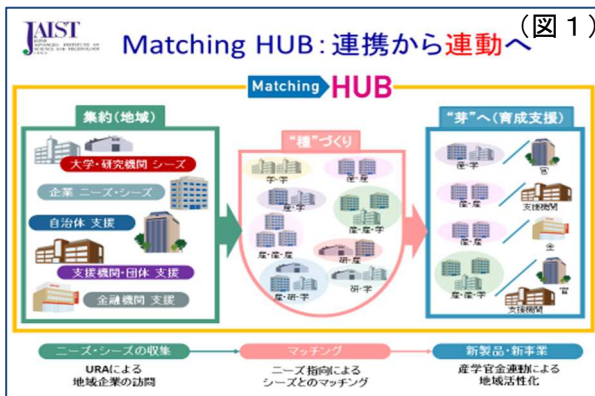 (図1)
JAIST
JAPAN
ADVANCED INSTITUTE OF
SCIENCE AND TECHNOLOGY
Matching HUB:連携から連動へ
Matching HUB
集約(地域)
大学・研究機関 シーズ
企業 ニーズ・シーズ
自治体 支援
支援機関・団体 支援
金融機関 支援
“種”づくり
学・学
産・産
産・学
産・産・学
産・産・産
研・産
産・研・学
研・学
“芽”へ(育成支援)
産・学
官
産・産
支援機関
産・産
金
産・産・学
官
支援機関
ニーズ・シーズの収集
マッチング
新製品・新事業
URAによる
地域企業の訪問
ニーズ指向による
シーズとのマッチング
産学官金連動による
地域活性化